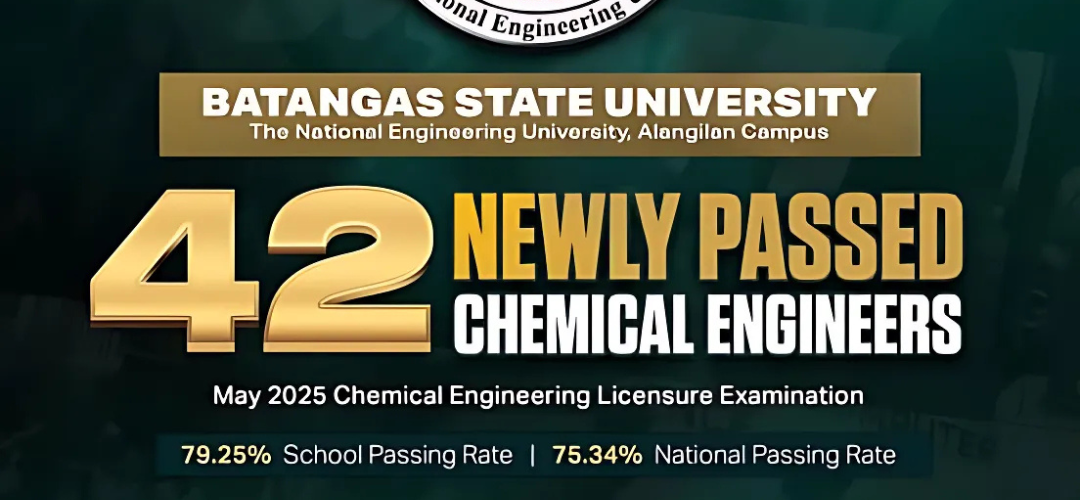 onal Engineering
BATANGAS STATE UNIVERSITY
The National Engineering University, Alangilan Campus
42 NEWLY PASSED
CHEMICAL ENGINEERS
May 2025 Chemical Engineering Licensure Examination
79.25% School Passing Rate | 75.34% National Passing Rate